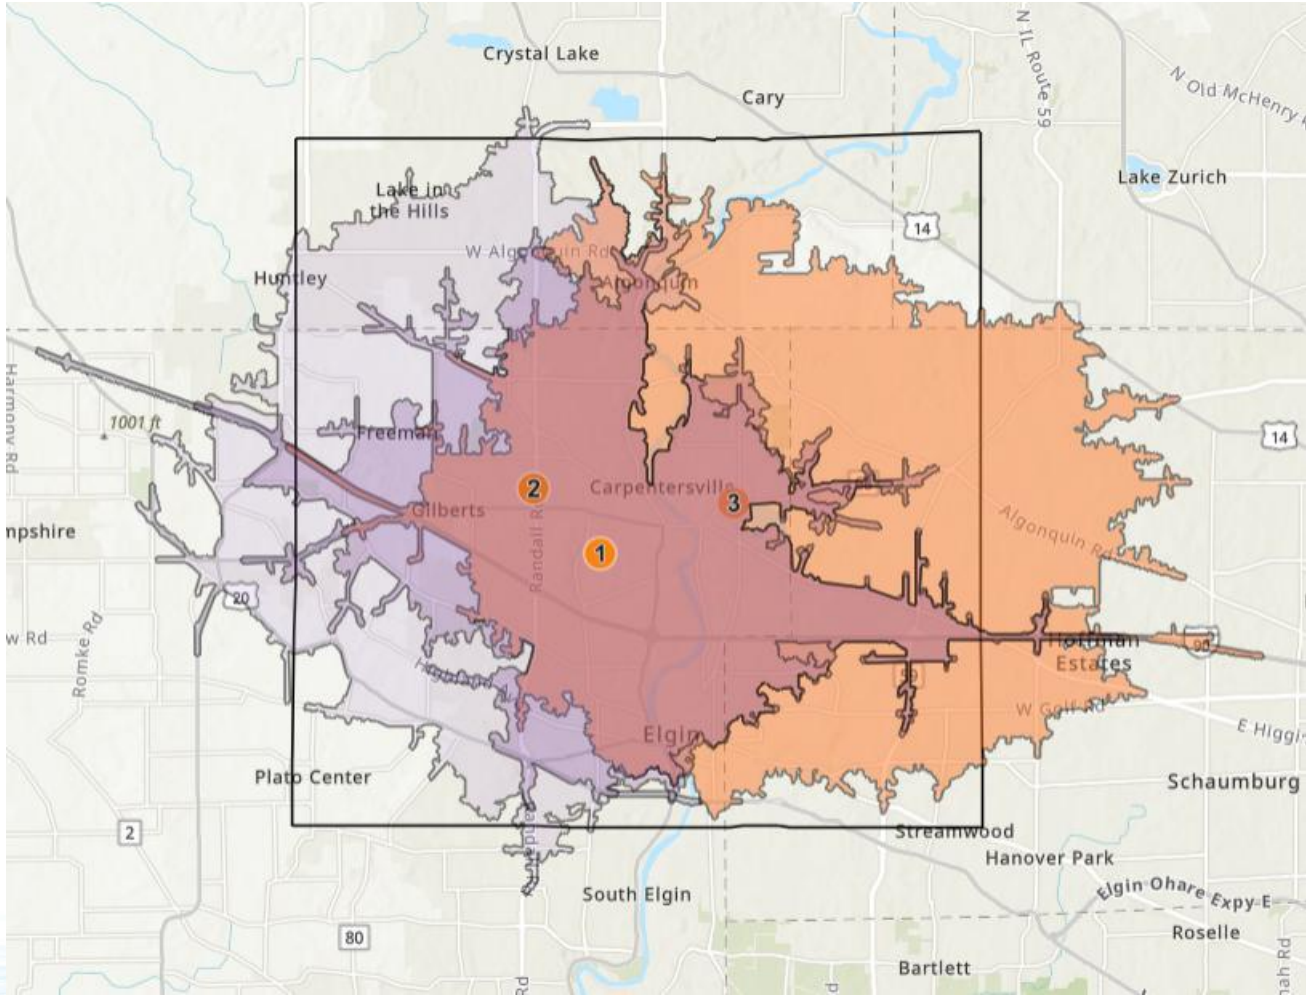 Crystal Lake
N IL Route 59
N Old McHenry
Cary
Lake Zurich
Lake in
the Hills
14
W Algonquin Rd
Huntley
Algonquin
Harmony Rd
1001 ft
Freeman
14
2
Carpentersville
3
Gilberts
Algonquin Rd
mpshire
Randall Rd
1
20
w Rd
Romke Rd
Hoffman
Estates
90
59
W Golf Rd
E Higgi
Elgin
Plato Center
Schaumburg
2
Streamwood
Hanover Park
South Elgin
Elgin Ohare Expy E
Roselle
80
Bartlett
Rd
d
nah Rd